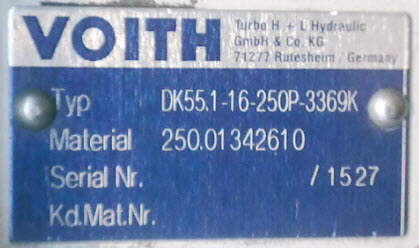 VOITH
Turbo H + L Hydraulic
GmbH & Co. KG
71277 Rutesheim / Germany
Typ DK55.1-16-250P-3369K
Material 250.01342610
Serial Nr. / 1527
Kd.Mat.Nr.